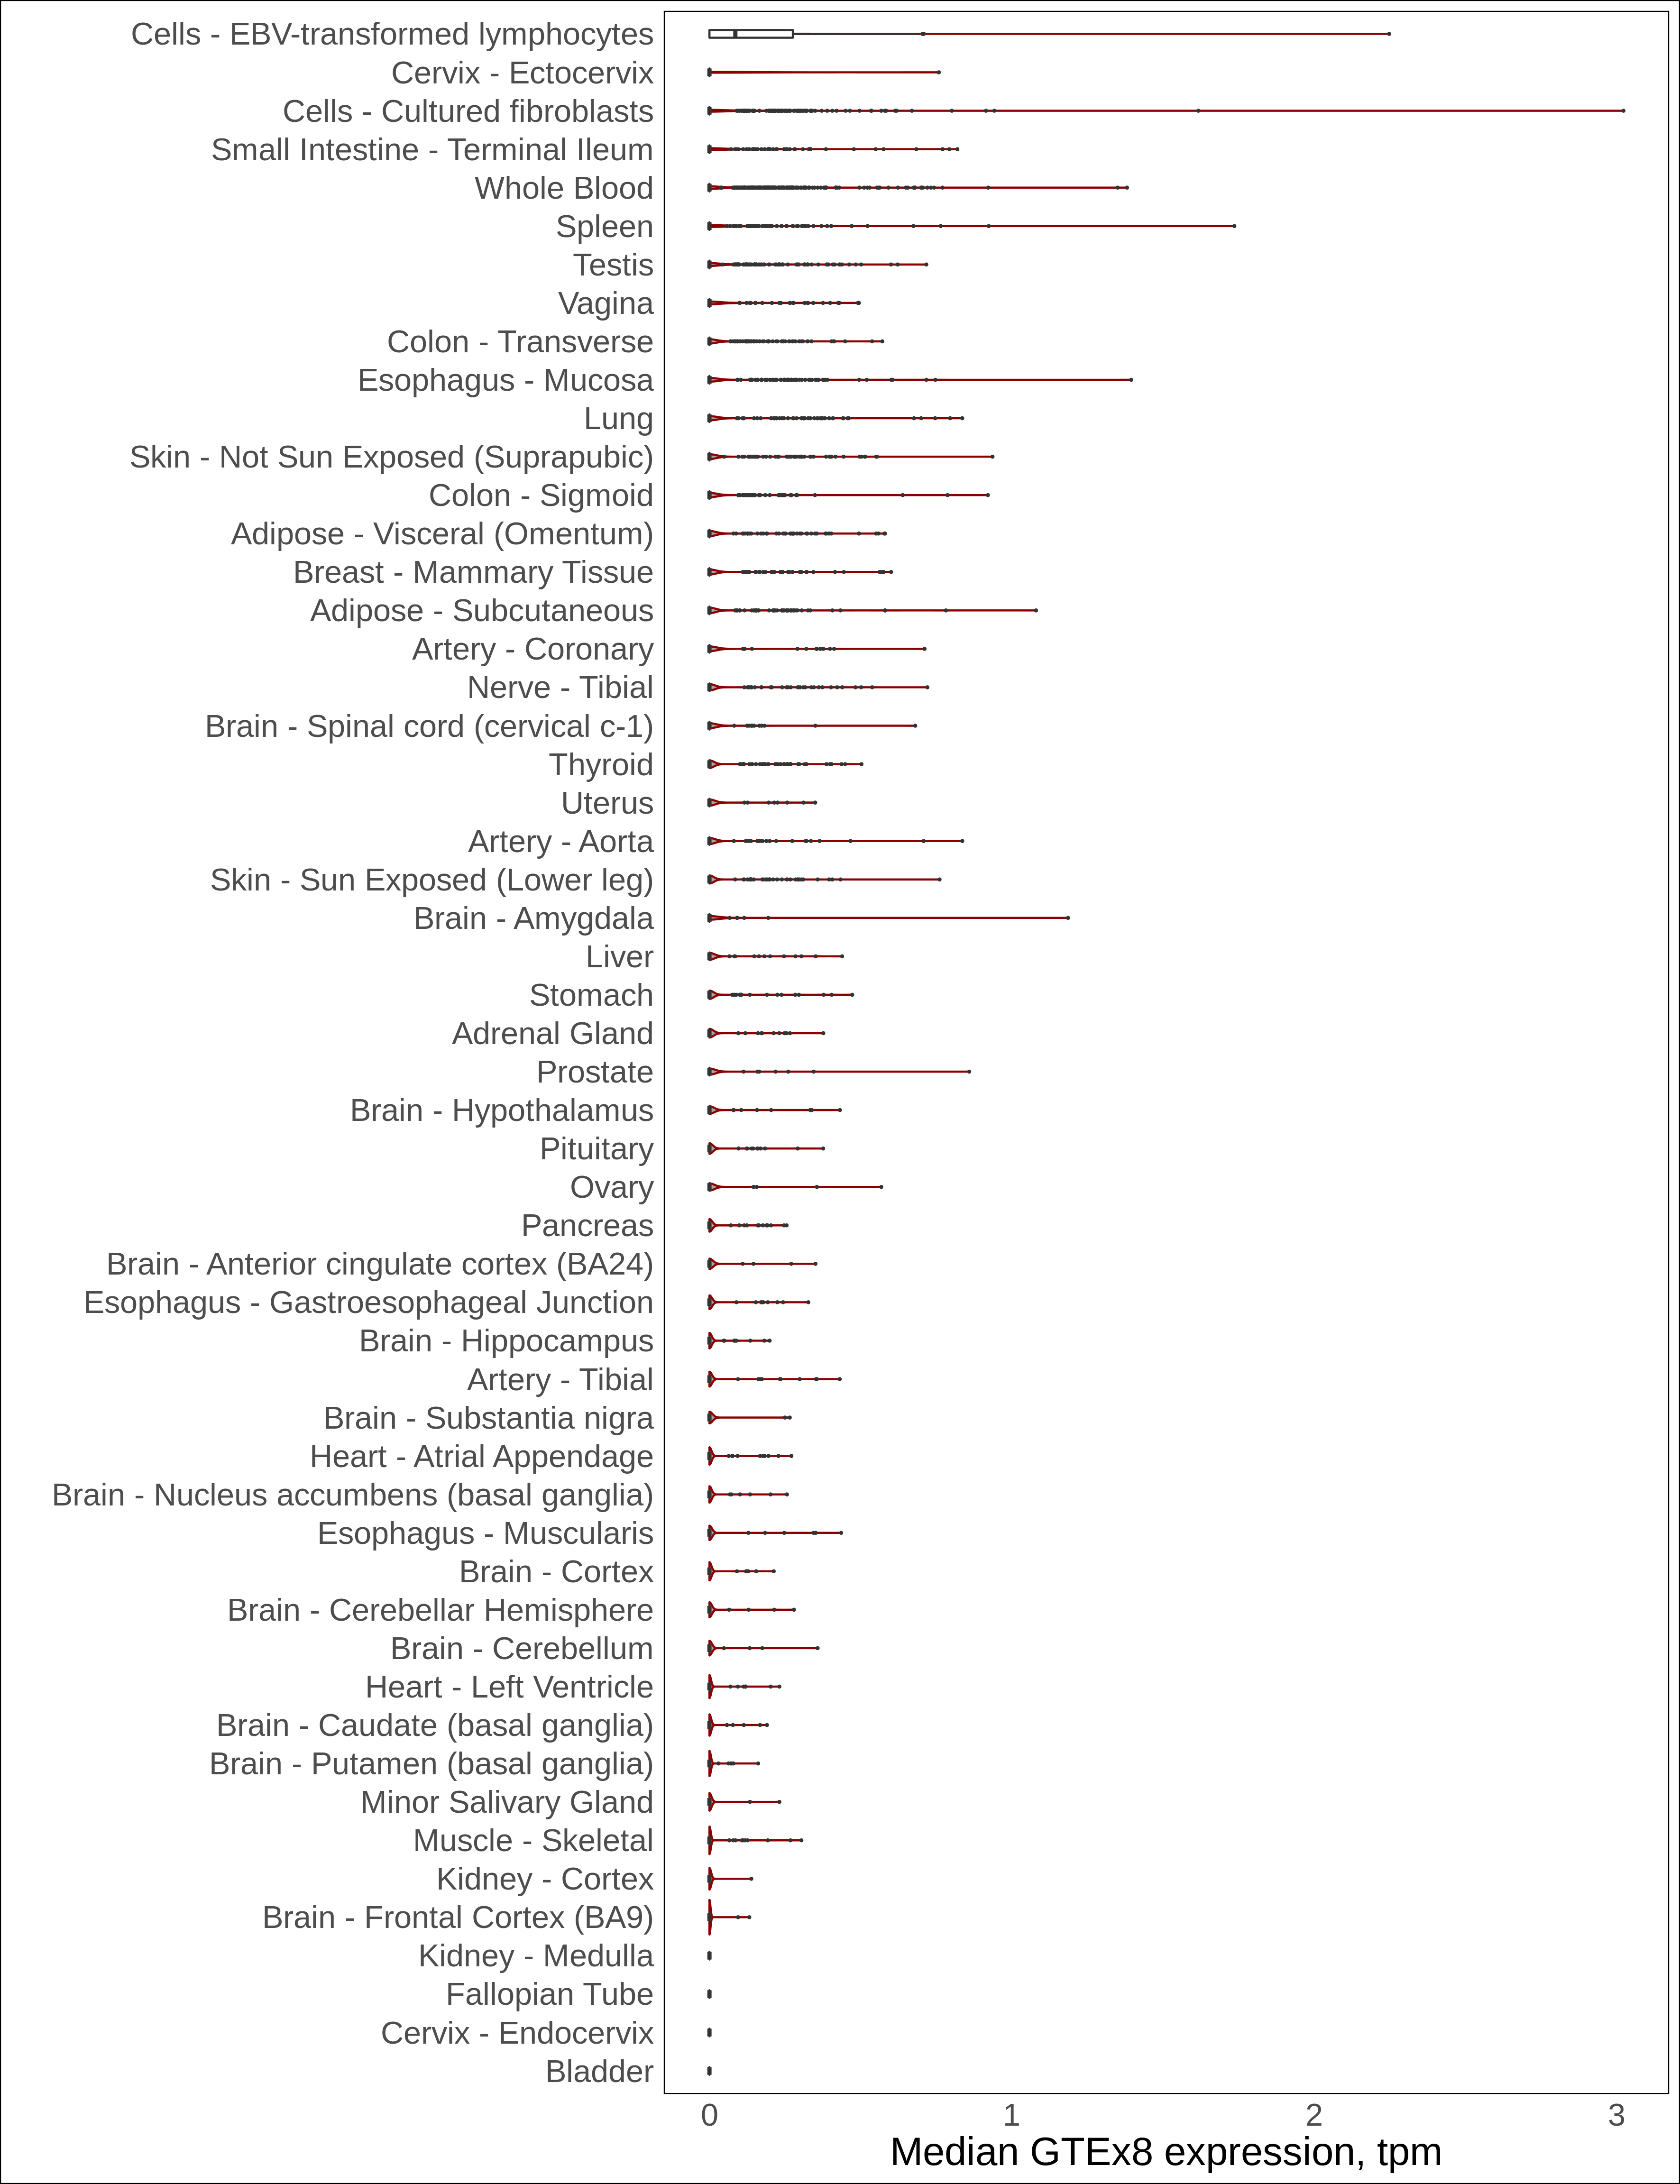 Cells - EBV-transformed lymphocytes
Cervix - Ectocervix
Cells - Cultured fibroblasts
Small Intestine - Terminal Ileum
Whole Blood
Spleen
Testis
Vagina
Colon - Transverse
Esophagus - Mucosa
Lung
Skin - Not Sun Exposed (Suprapubic)
Colon - Sigmoid
Adipose - Visceral (Omentum)
Breast - Mammary Tissue
Adipose - Subcutaneous
Artery - Coronary
Nerve - Tibial
Brain - Spinal cord (cervical c-1)
Thyroid
Uterus
Artery - Aorta
Skin - Sun Exposed (Lower leg)
Brain - Amygdala
Liver
Stomach
Adrenal Gland
Prostate
Brain - Hypothalamus
Pituitary
Ovary
Pancreas
Brain - Anterior cingulate cortex (BA24)
Esophagus - Gastroesophageal Junction
Brain - Hippocampus
Artery - Tibial
Brain - Substantia nigra
Heart - Atrial Appendage
Brain - Nucleus accumbens (basal ganglia)
Esophagus - Muscularis
Brain - Cortex
Brain - Cerebellar Hemisphere
Brain - Cerebellum
Heart - Left Ventricle
Brain - Caudate (basal ganglia)
Brain - Putamen (basal ganglia)
Minor Salivary Gland
Muscle - Skeletal
Kidney - Cortex
Brain - Frontal Cortex (BA9)
Kidney - Medulla
Fallopian Tube
Cervix - Endocervix
Bladder
0 1 2 3
Median GTEx8 expression, tpm